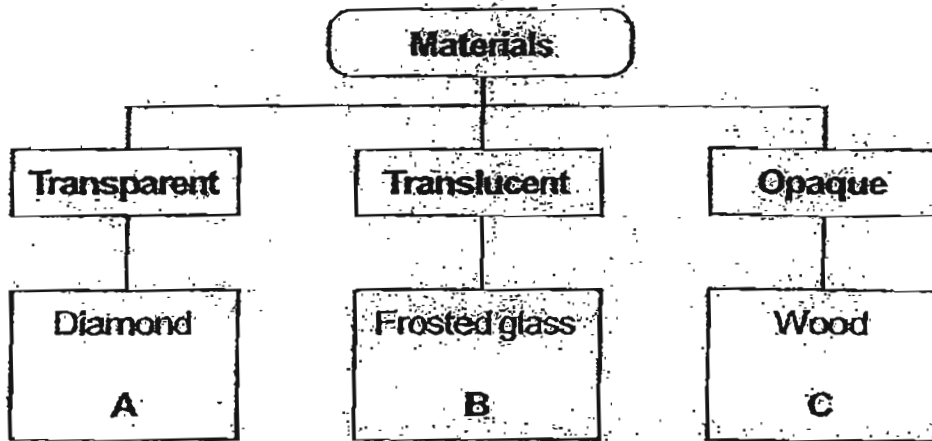 Materials
Transparent
Translucent
Opaque
Diamond
Frosted glass
Wood
A
B
C